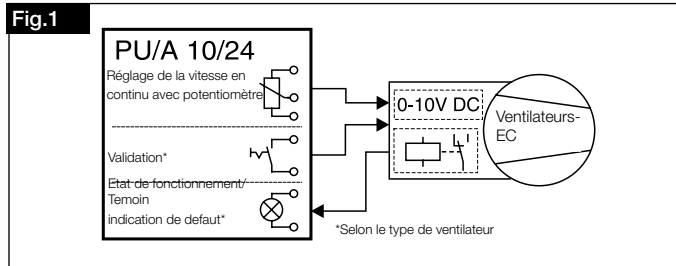 Fig.1
PU/A 10/24
Réglage de la vitesse en
continu avec potentiomètre
Validation*
Etat de fonctionnement/
Temoin
indication de defaut*
0-10V DC
Ventilateurs-
EC
*Selon le type de ventilateur